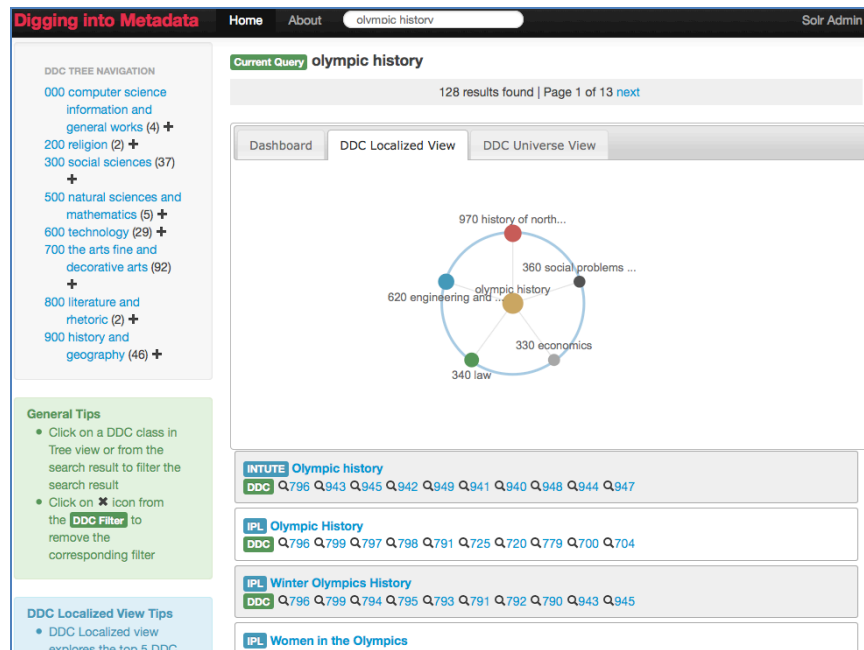 Digging into Metadata Home About olympic history Solr Admin
DDC TREE NAVIGATION
000 computer science
information and
general works (4) +
200 religion (2) +
300 social sciences (37)
+
500 natural sciences and
mathematics (5) +
600 technology (29) +
700 the arts fine and
decorative arts (92)
+
800 literature and
rhetoric (2) +
900 history and
geography (46) +
General Tips
• Click on a DDC class in
Tree view or from the
search result to filter the
search result
• Click on ✖ icon from
the DDC Filter to
remove the
corresponding filter
DDC Localized View Tips
• DDC Localized view
explores the top 5 DDC
Current Query olympic history
128 results found | Page 1 of 13 next
Dashboard DDC Localized View DDC Universe View
970 history of north...
360 social problems ...
olympic history
620 engineering and ...
330 economics
340 law
INTUTE Olympic history
DDC 796 943 945 942 949 941 940 948 944 947
IPL Olympic History
DDC 796 799 797 798 791 725 720 779 700 704
IPL Winter Olympics History
DDC 796 799 794 795 793 791 792 790 943 945
IPL Women in the Olympics